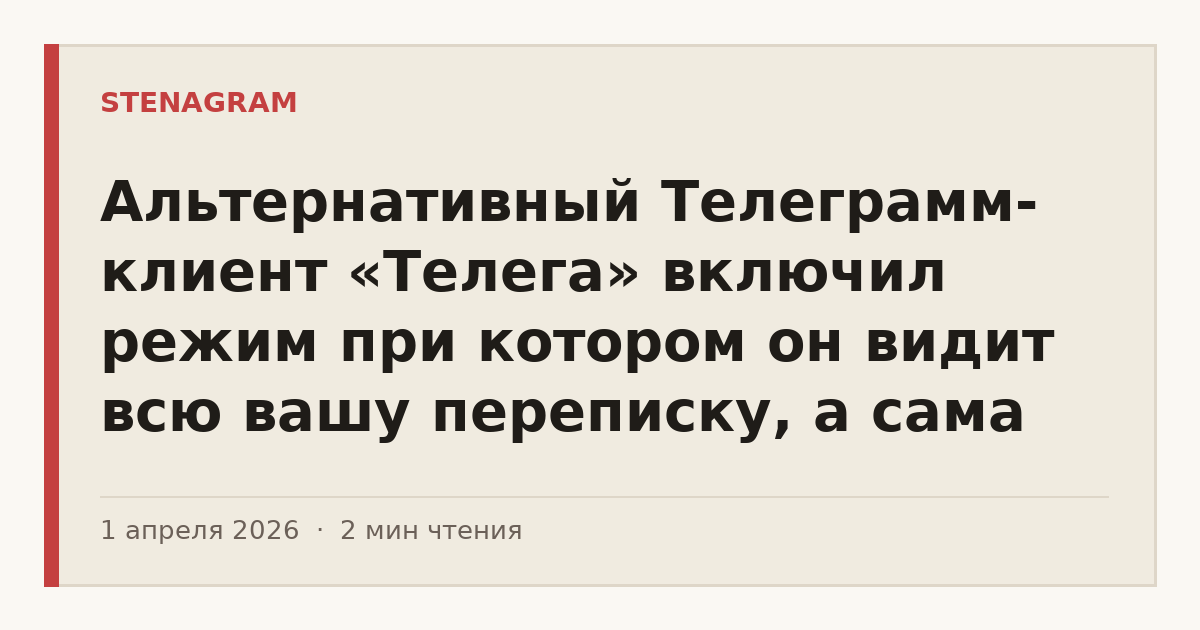 STENAGRAM
Альтернативный Телеграмм-
клиент «Телега» включил
режим при котором он видит
всю вашу переписку, а сама
1 апреля 2026 · 2 мин чтения